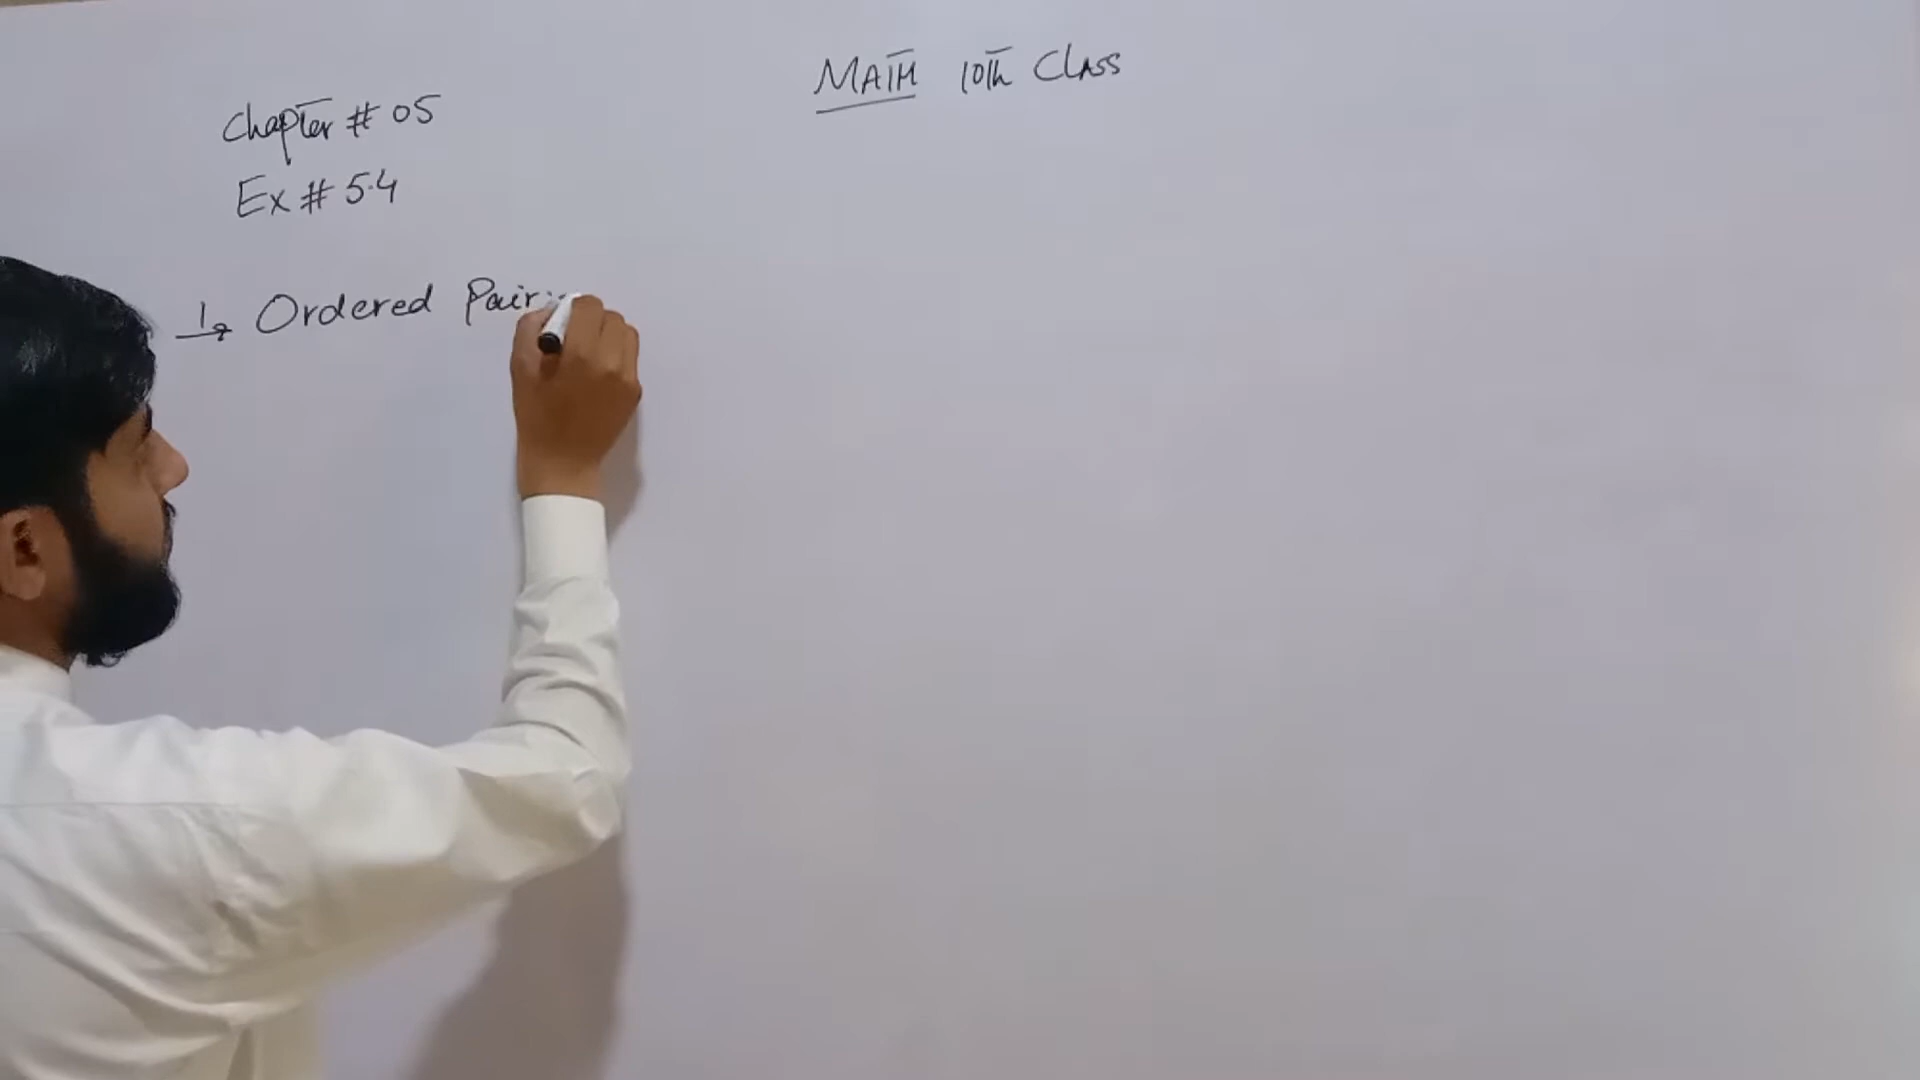 MATH 10th Class
Chapter # 05
Ex # 5.4
1, Ordered Pair: